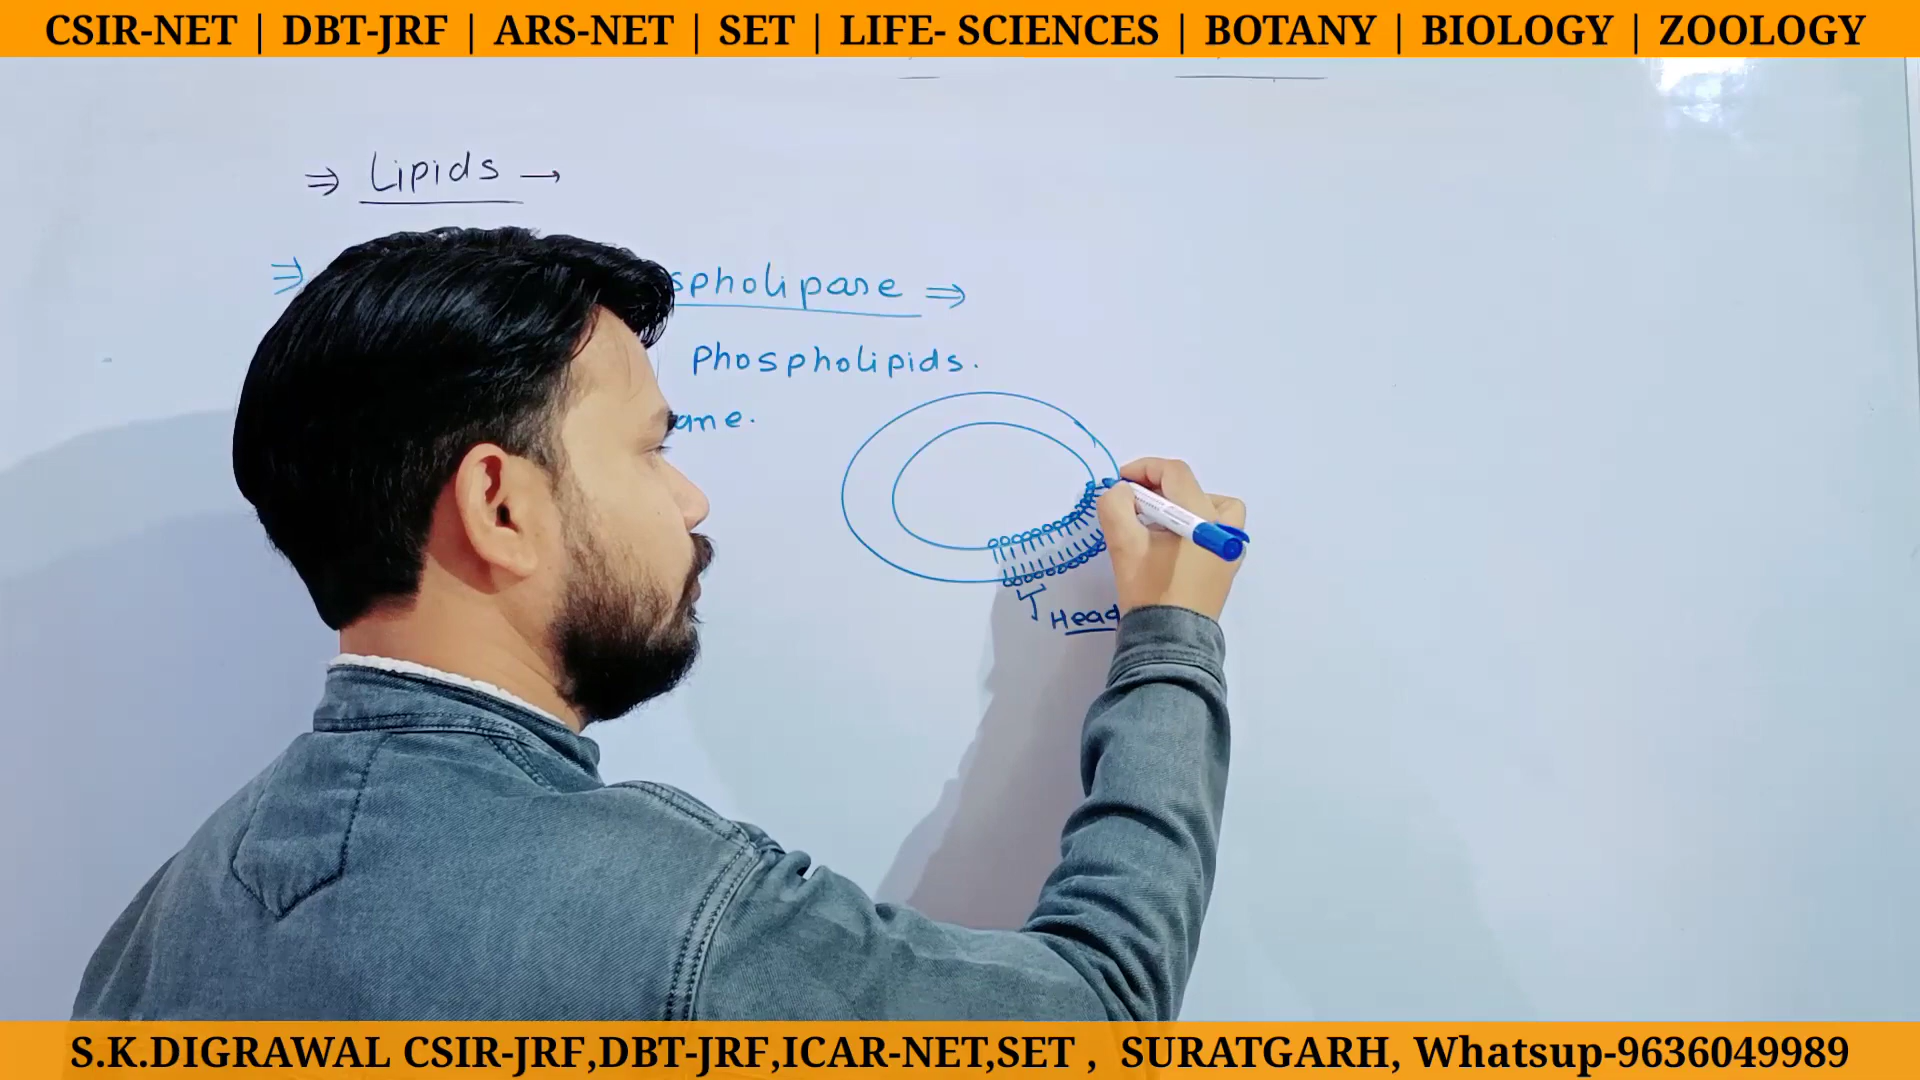 CSIR-NET | DBT-JRF | ARS-NET | SET | LIFE- SCIENCES | BOTANY | BIOLOGY | ZOOLOGY
⇒ Lipids →
⇒ spholipase ⇒
Phospholipids.
ane.
Head
S.K.DIGRAWAL CSIR-JRF,DBT-JRF,ICAR-NET,SET , SURATGARH, Whatsup-9636049989